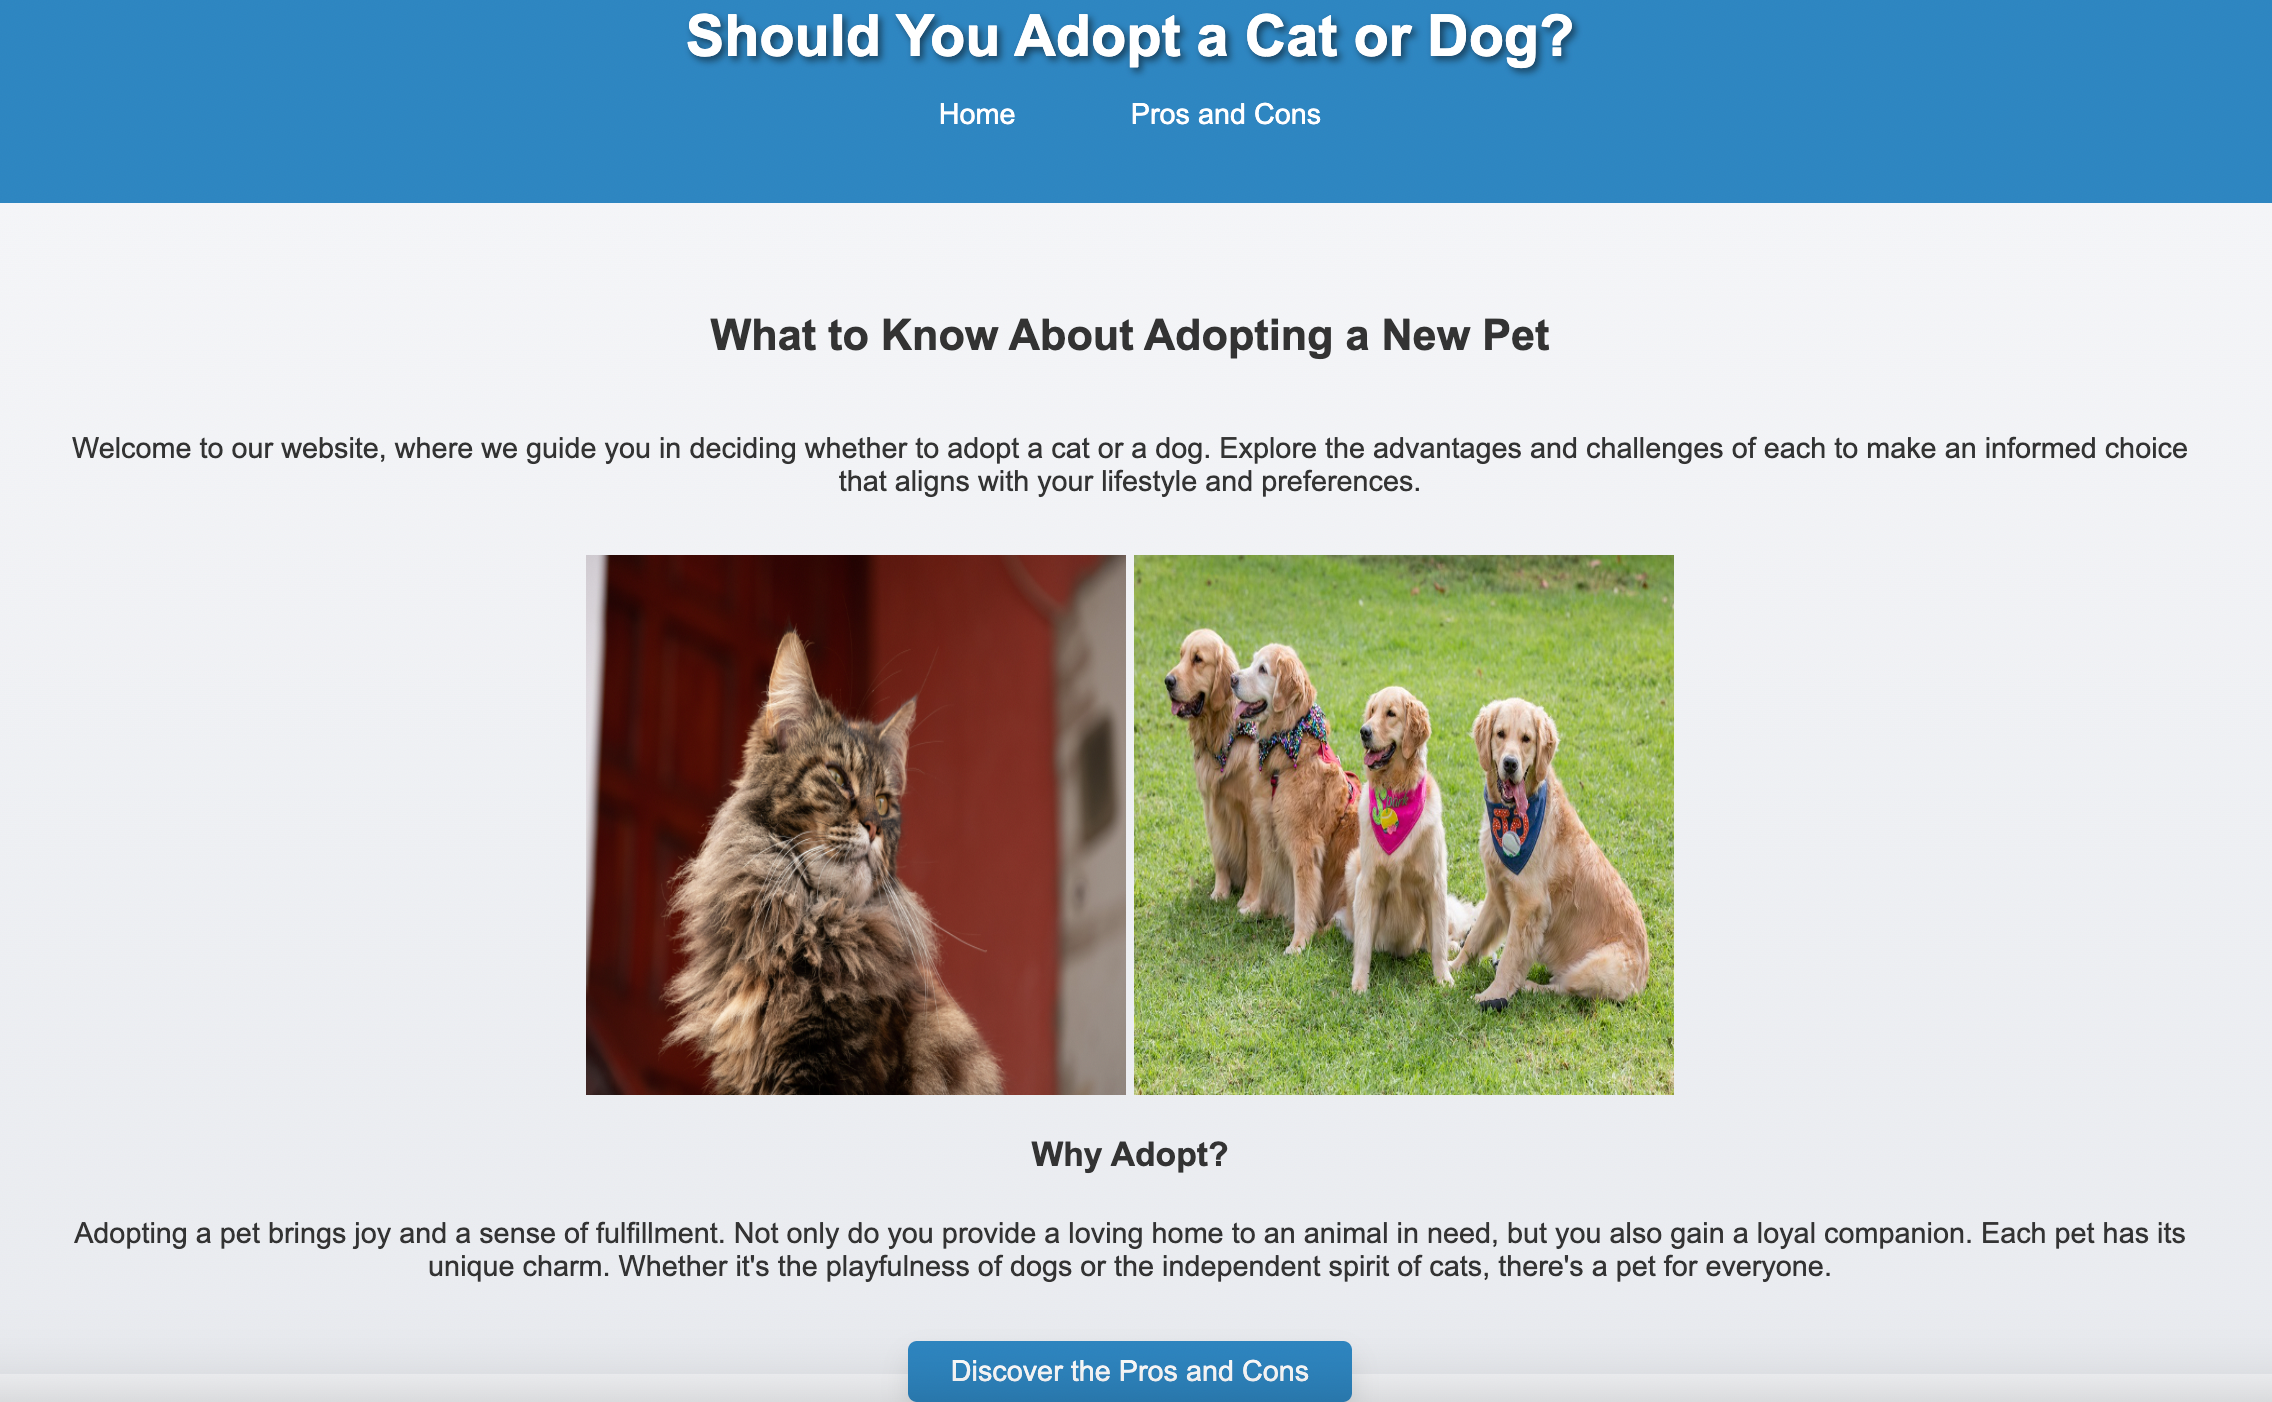 Should You Adopt a Cat or Dog?
Home Pros and Cons
What to Know About Adopting a New Pet
Welcome to our website, where we guide you in deciding whether to adopt a cat or a dog. Explore the advantages and challenges of each to make an informed choice
that aligns with your lifestyle and preferences.
Why Adopt?
Adopting a pet brings joy and a sense of fulfillment. Not only do you provide a loving home to an animal in need, but you also gain a loyal companion. Each pet has its
unique charm. Whether it's the playfulness of dogs or the independent spirit of cats, there's a pet for everyone.
Discover the Pros and Cons